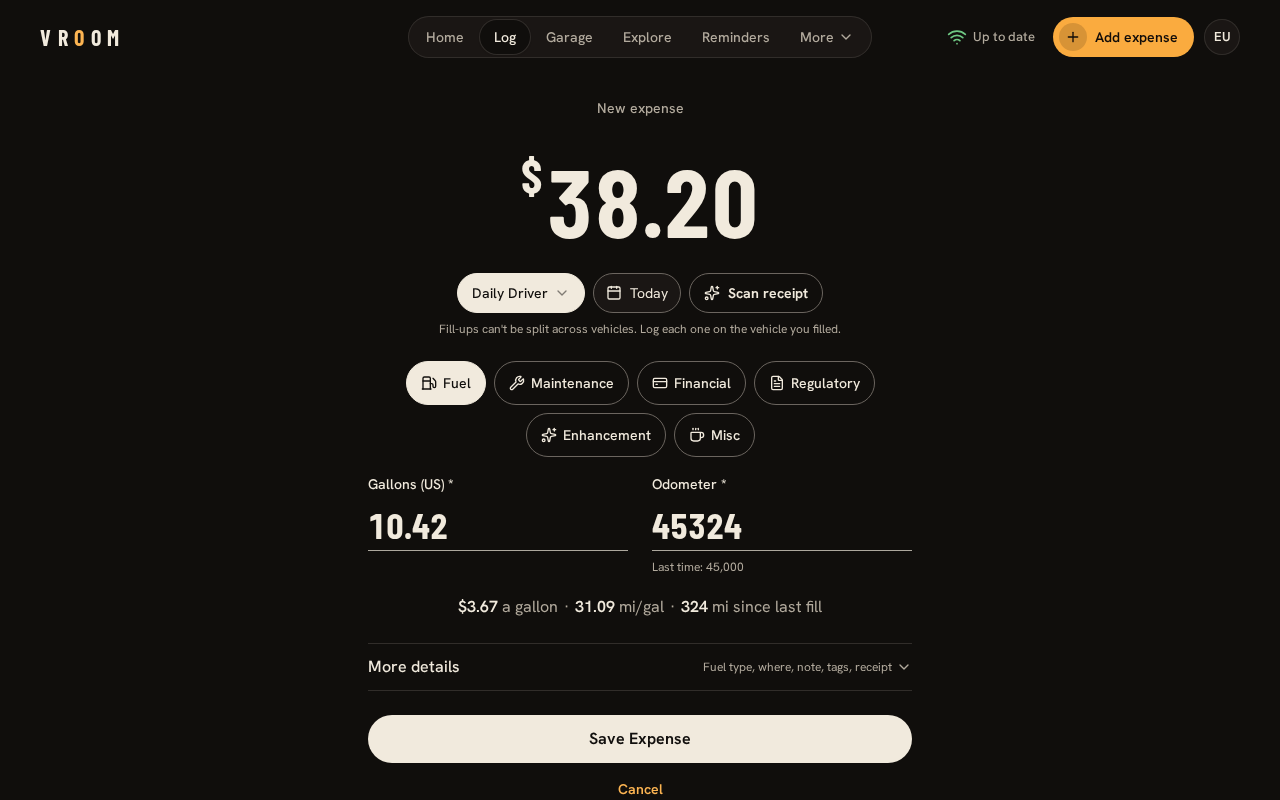 VROOM
Home Log Garage Explore Reminders More
Up to date
Add expense
EU
New expense
$38.20
Daily Driver Today Scan receipt
Fill-ups can't be split across vehicles. Log each one on the vehicle you filled.
Fuel Maintenance Financial Regulatory
Enhancement Misc
Gallons (US) * Odometer *
10.42 45324
Last time: 45,000
$3.67 a gallon · 31.09 mi/gal · 324 mi since last fill
More details Fuel type, where, note, tags, receipt
Save Expense
Cancel